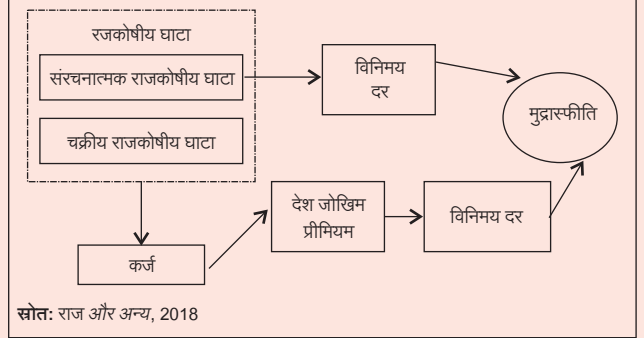 रजकोषीय घाटा
संरचनात्मक राजकोषीय घाटा
चक्रीय राजकोषीय घाटा
विनिमय
दर
मुद्रास्फीति
देश जोखिम
प्रीमियम
विनिमय दर
कर्ज
स्रोत: राज और अन्य, 2018